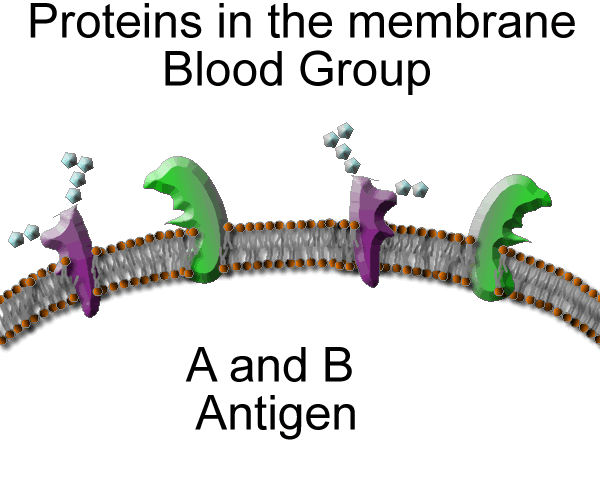 Proteins in the membrane
Blood Group
A and B
Antigen